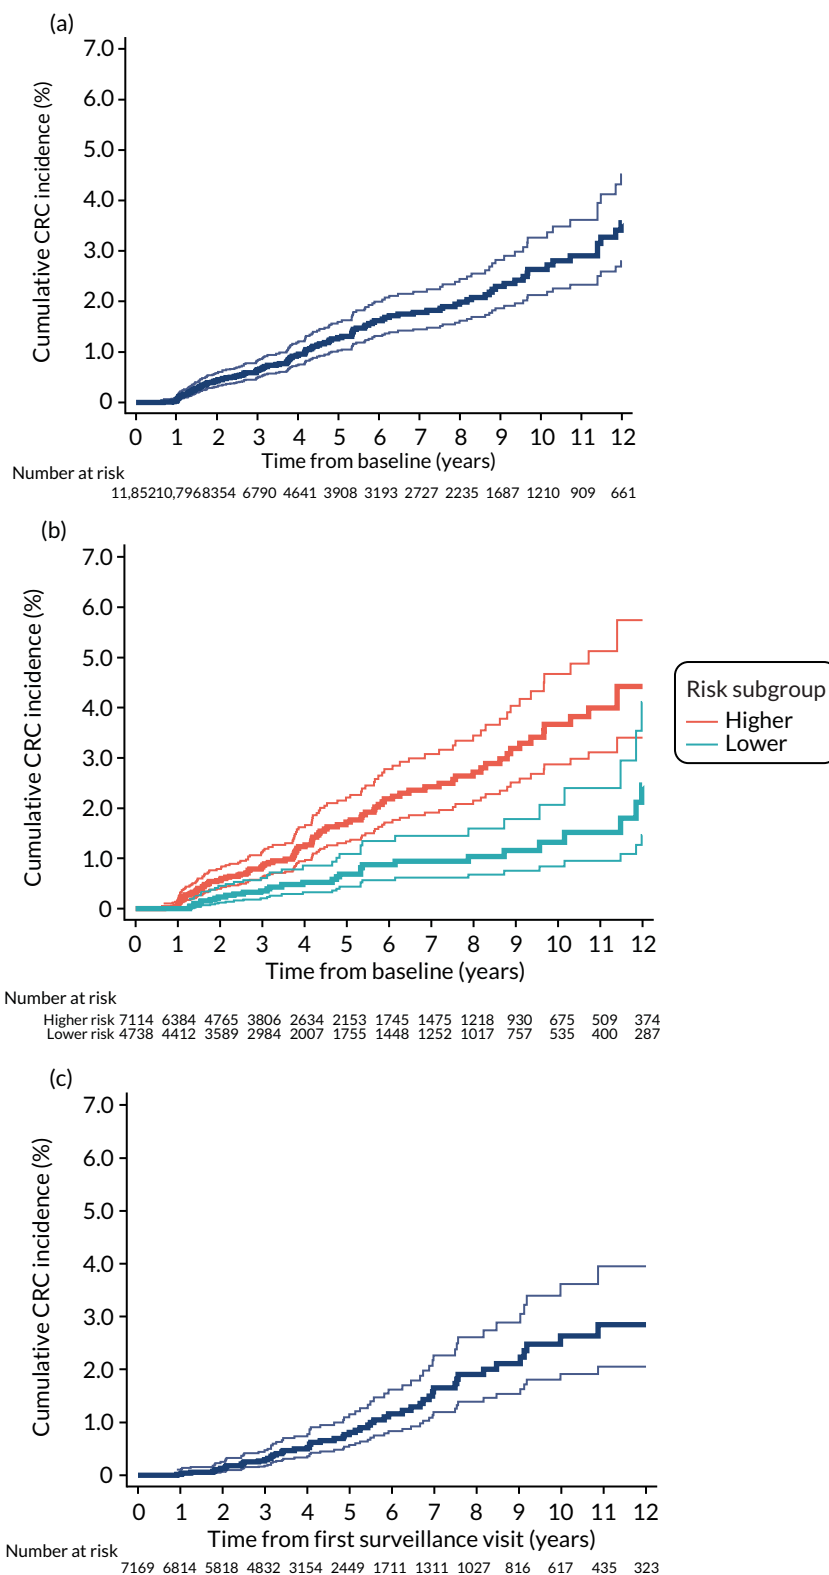 (a)
7.0
6.0
5.0
4.0
3.0
2.0
1.0
0
Cumulative CRC incidence (%)
0 1 2 3 4 5 6 7 8 9 10 11 12
Time from baseline (years)
Number at risk
11,852 10,796 8354 6790 4641 3908 3193 2727 2235 1687 1210 909 661
(b)
7.0
6.0
5.0
4.0
3.0
2.0
1.0
0
Cumulative CRC incidence (%)
Risk subgroup
Higher
Lower
0 1 2 3 4 5 6 7 8 9 10 11 12
Time from baseline (years)
Number at risk
Higher risk 7114 6384 4765 3806 2634 2153 1745 1475 1218 930 675 509 374
Lower risk 4738 4412 3589 2984 2007 1755 1448 1252 1017 757 535 400 287
(c)
7.0
6.0
5.0
4.0
3.0
2.0
1.0
0
Cumulative CRC incidence (%)
0 1 2 3 4 5 6 7 8 9 10 11 12
Time from first surveillance visit (years)
Number at risk
7169 6814 5818 4832 3154 2449 1711 1311 1027 816 617 435 323